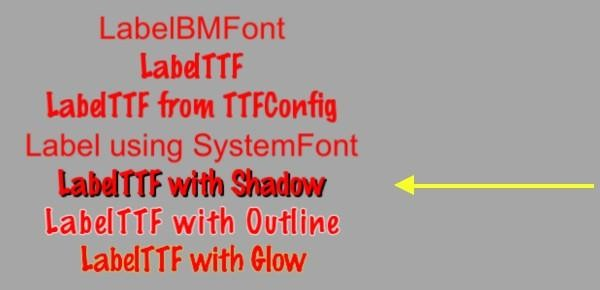 LabelBMFont
LabelTTF
LabelTTF from TTFConfig
Label using SystemFont
LabelTTF with Shadow
LabelTTF with Outline
LabelTTF with Glow